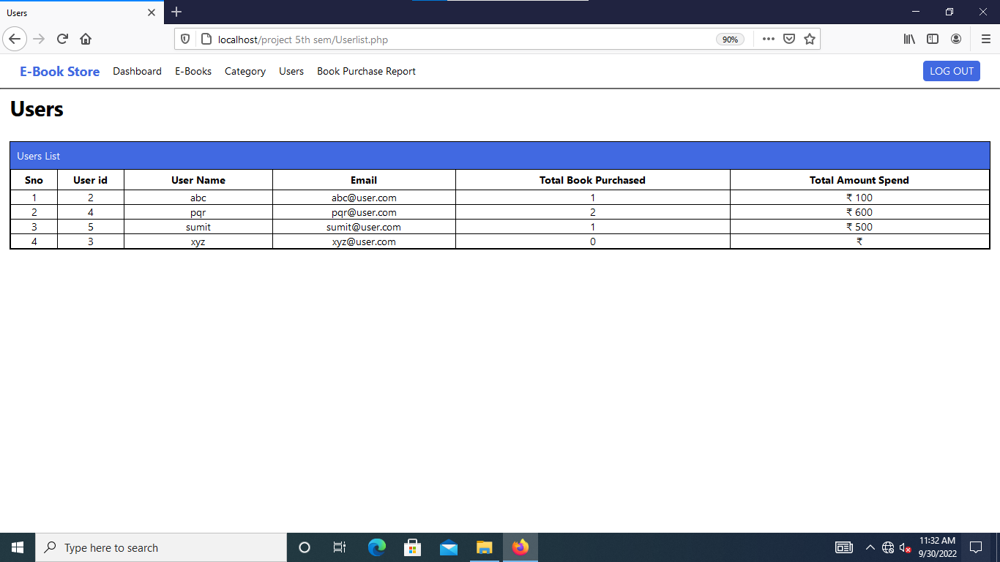 Users
localhost/project 5th sem/Userlist.php 90%
E-Book Store Dashboard E-Books Category Users Book Purchase Report LOG OUT
Users
Users List
Sno User id User Name Email Total Book Purchased Total Amount Spend
1 2 abc abc@user.com 1 ₹ 100
2 4 pqr pqr@user.com 2 ₹ 600
3 5 sumit sumit@user.com 1 ₹ 500
4 3 xyz xyz@user.com 0 ₹
Type here to search
11:32 AM
9/30/2022